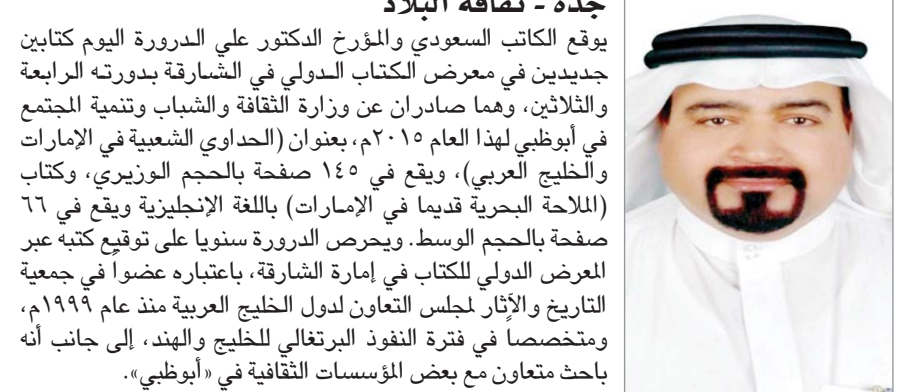 جدة - ثقافة البلاد
يوقع الكاتب السعودي والمؤرخ الدكتور علي الدرورة اليوم كتابين
جديدين في معرض الكتاب الدولي في الشارقة بدورته الرابعة
والثلاثين، وهما صادران عن وزارة الثقافة والشباب وتنمية المجتمع
في أبوظبي لهذا العام ٢٠١٥م، بعنوان (الحداوي الشعبية في الإمارات
والخليج العربي)، ويقع في ١٤٥ صفحة بالحجم الوزيري، وكتاب
(الملاحة البحرية قديما في الإمارات) باللغة الإنجليزية ويقع في ٦٦
صفحة بالحجم الوسط. ويحرص الدرورة سنويا على توقيع كتبه عبر
المعرض الدولي للكتاب في إمارة الشارقة، باعتباره عضواً في جمعية
التاريخ والآثار لمجلس التعاون لدول الخليج العربية منذ عام ١٩٩٩م،
ومتخصصاً في فترة النفوذ البرتغالي للخليج والهند، إلى جانب أنه
باحث متعاون مع بعض المؤسسات الثقافية في «أبوظبي».